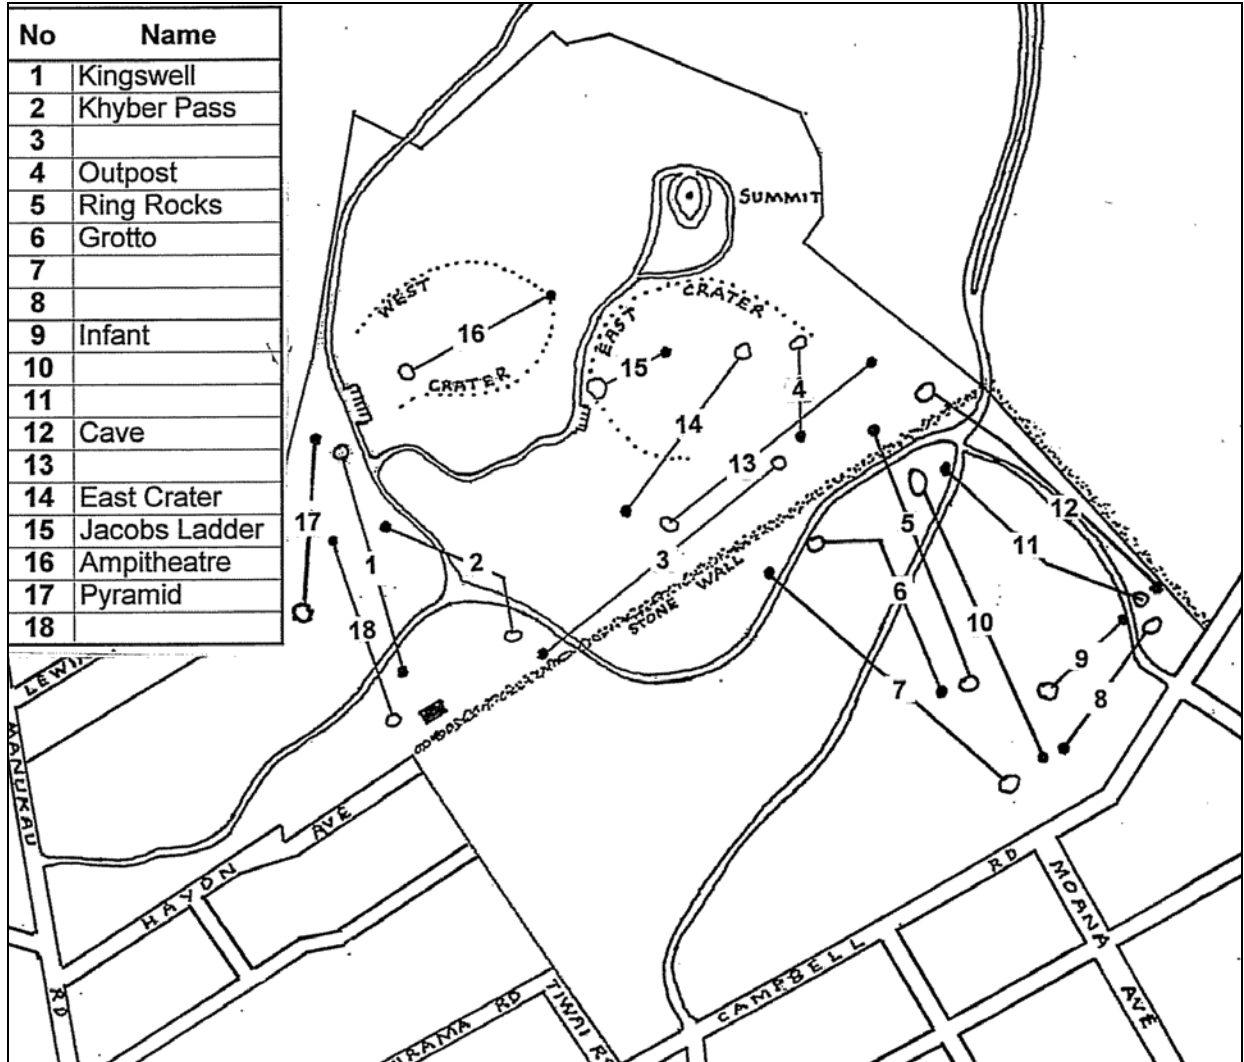 No Name
1 Kingswell
2 Khyber Pass
3
4 Outpost
5 Ring Rocks
6 Grotto
7
8
9 Infant
10
11
12 Cave
13
14 East Crater
15 Jacobs Ladder
16 Ampitheatre
17 Pyramid
18
SUMMIT
WEST
CRATER
EAST
CRATER
16
15
4
14
13
12
17
2
5
11
1
3
STONE WALL
6
18
10
9
7
8
MANUKAU
RD
HAYDN AVE
RD
MOANA
AVE
CAMPBELL
RD
TIWAI